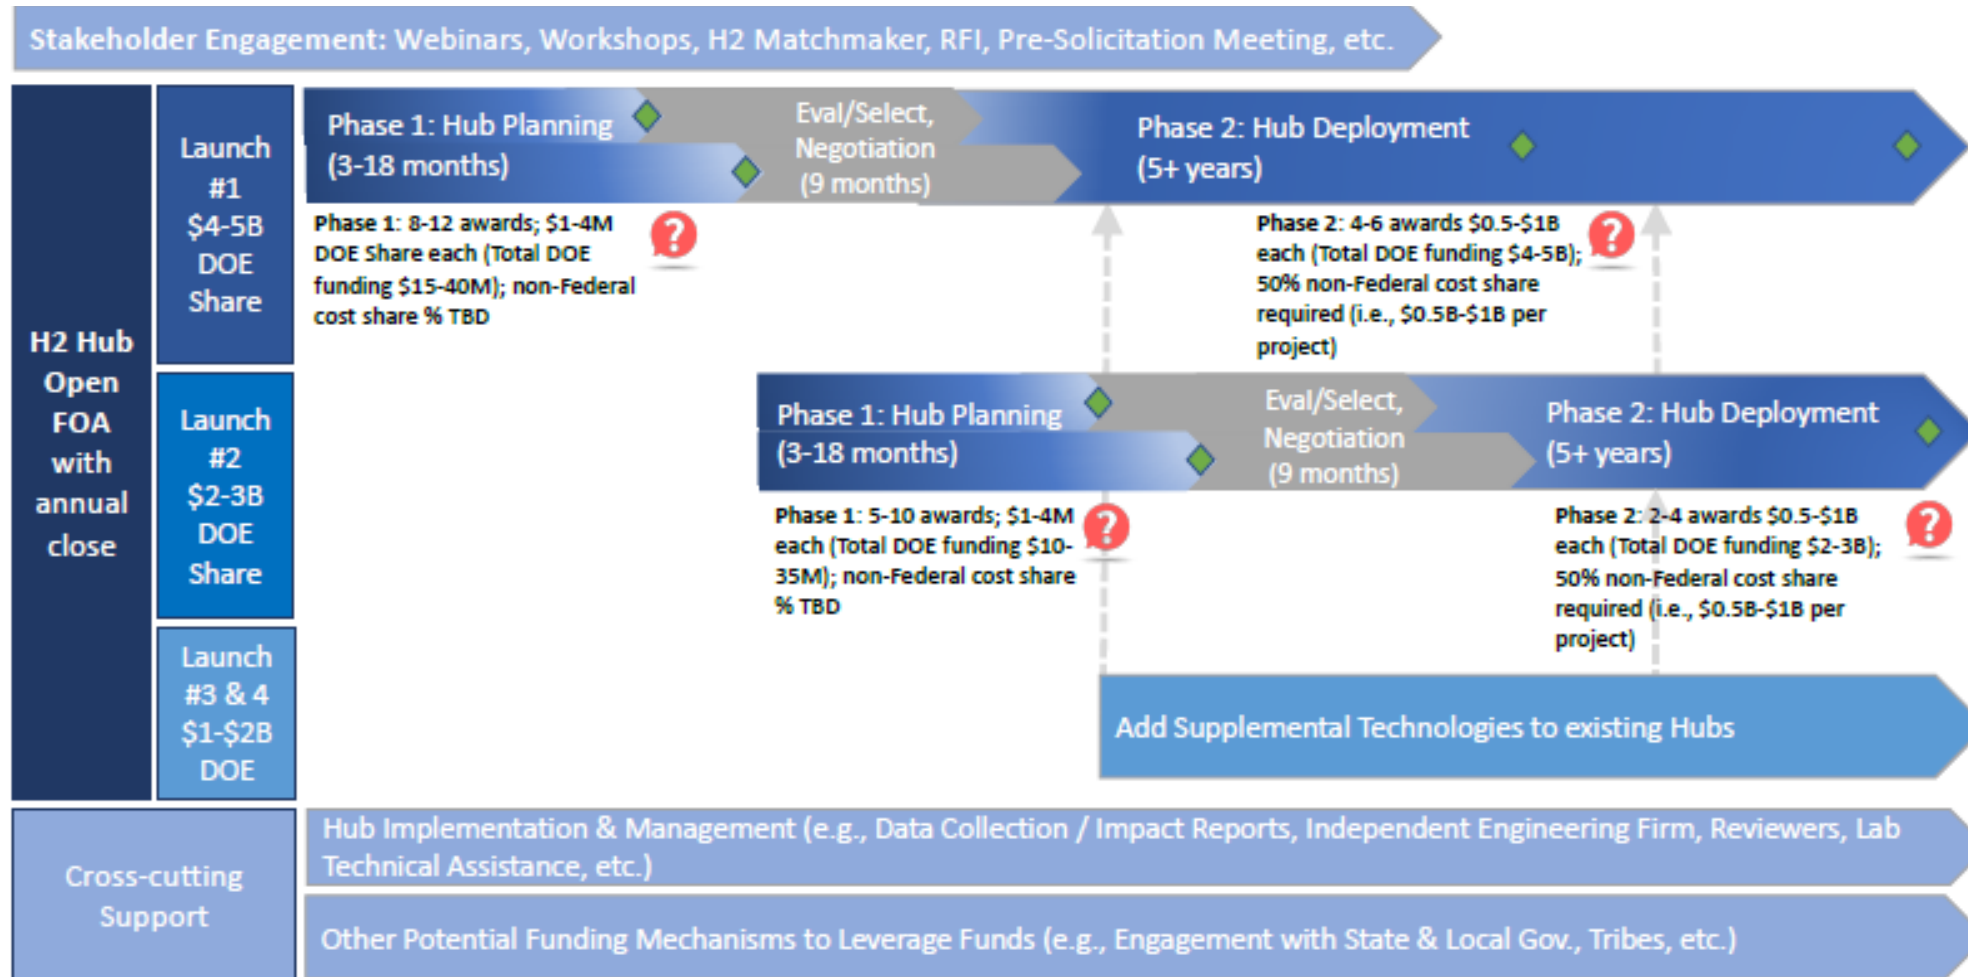 Stakeholder Engagement: Webinars, Workshops, H2 Matchmaker, RFI, Pre-Solicitation Meeting, etc.
H2 Hub
Open
FOA
with
annual
close
Launch
#1
$4-5B
DOE
Share
Phase 1: Hub Planning
(3-18 months)
Eval/Select,
Negotiation
(9 months)
Phase 2: Hub Deployment
(5+ years)
Phase 1: 8-12 awards; $1-4M
DOE Share each (Total DOE
funding $15-40M); non-Federal
cost share % TBD
?
Phase 2: 4-6 awards $0.5-$1B
each (Total DOE funding $4-5B);
50% non-Federal cost share
required (i.e., $0.5B-$1B per
project)
?
Launch
#2
$2-3B
DOE
Share
Phase 1: Hub Planning
(3-18 months)
Eval/Select,
Negotiation
(9 months)
Phase 2: Hub Deployment
(5+ years)
Phase 1: 5-10 awards; $1-4M
each (Total DOE funding $10-
35M); non-Federal cost share
% TBD
?
Phase 2: 2-4 awards $0.5-$1B
each (Total DOE funding $2-3B);
50% non-Federal cost share
required (i.e., $0.5B-$1B per
project)
?
Launch
#3 & 4
$1-$2B
DOE
Add Supplemental Technologies to existing Hubs
Cross-cutting
Support
Hub Implementation & Management (e.g., Data Collection / Impact Reports, Independent Engineering Firm, Reviewers, Lab
Technical Assistance, etc.)
Other Potential Funding Mechanisms to Leverage Funds (e.g., Engagement with State & Local Gov., Tribes, etc.)